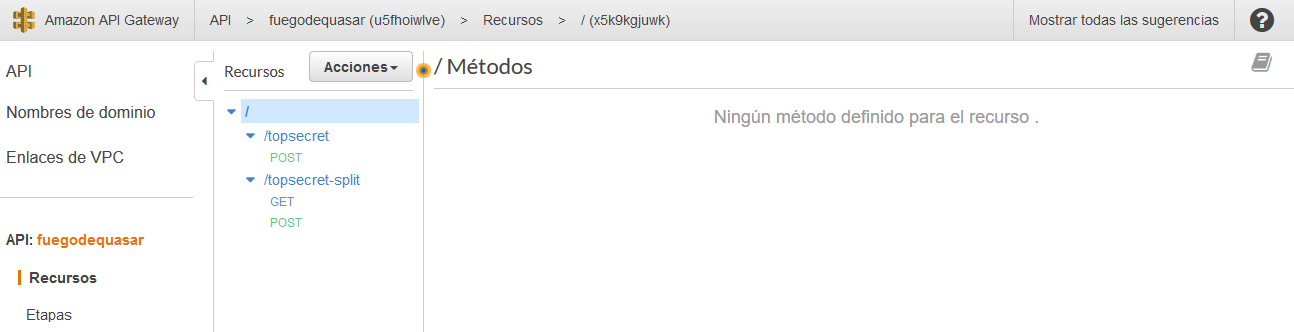 Amazon API Gateway
API > fuegodequasar (u5fhoiwlve) > Recursos > / (x5k9kgjuwk)
Mostrar todas las sugerencias
?
API
Nombres de dominio
Enlaces de VPC
API: fuegodequasar
Recursos
Etapas
Recursos
Acciones
/
/topsecret
POST
/topsecret-split
GET
POST
/ Métodos
Ningún método definido para el recurso .